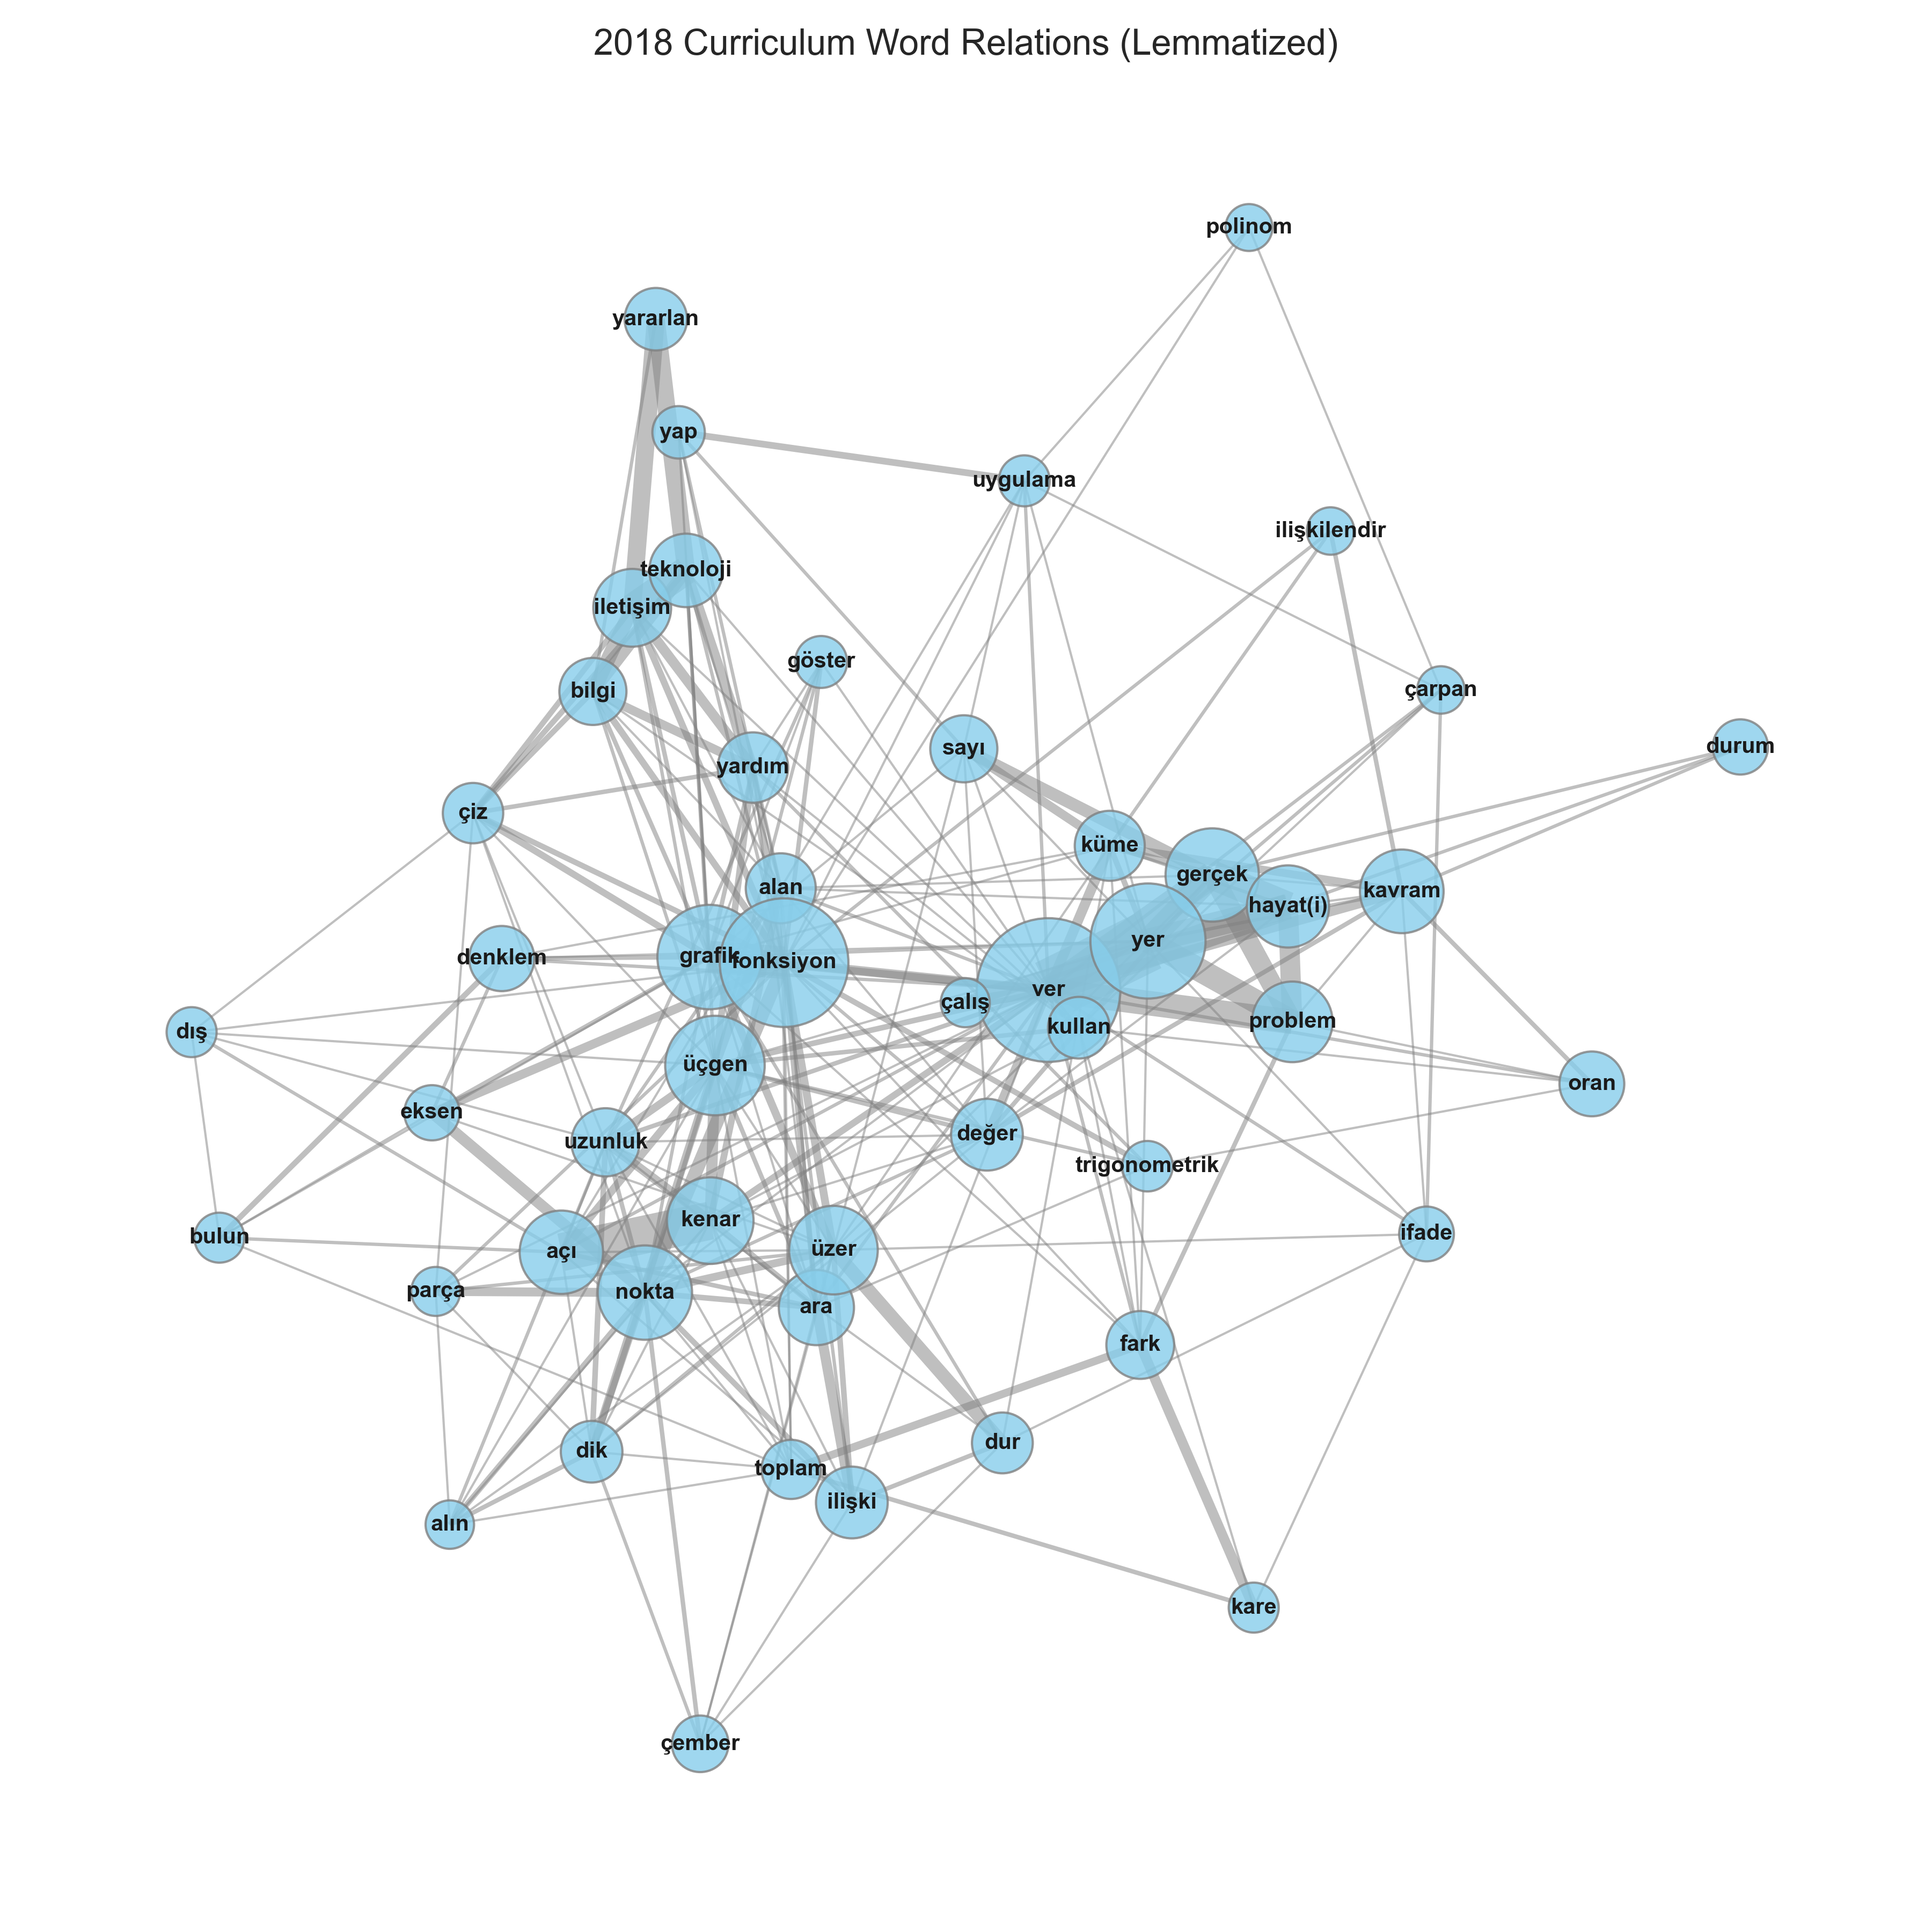 2018 Curriculum Word Relations (Lemmatized)
polinom
yararlan
yap
uygulama
ilişkilendir
teknoloji
iletişim
göster
bilgi
çarpan
sayı
durum
yardım
çiz
küme
gerçek
alan
kavram
hayat(i)
yer
denklem
grafik
fonksiyon
ver
çalış
problem
kullan
dış
üçgen
oran
eksen
değer
uzunluk
trigonometrik
kenar
bulun
ifade
açı
üzer
parça
nokta
ara
fark
dur
dik
toplam
ilişki
alın
kare
çember